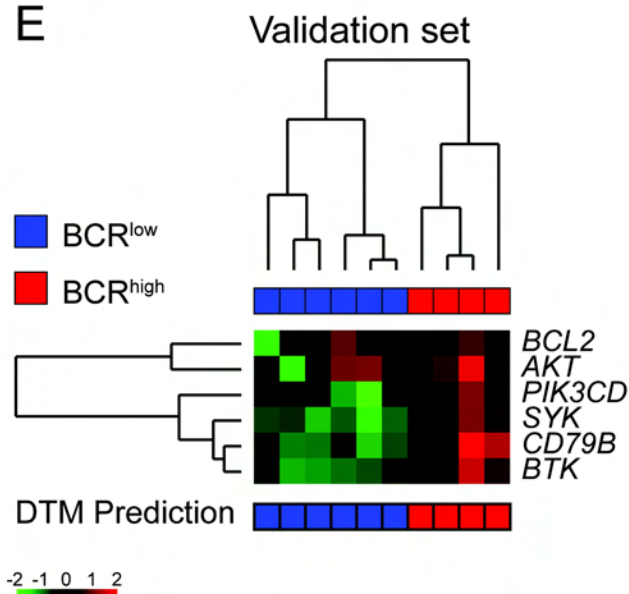 E
Validation set
BCRlow
BCRhigh
BCL2
AKT
PIK3CD
SYK
CD79B
BTK
DTM Prediction
-2 -1 0 1 2